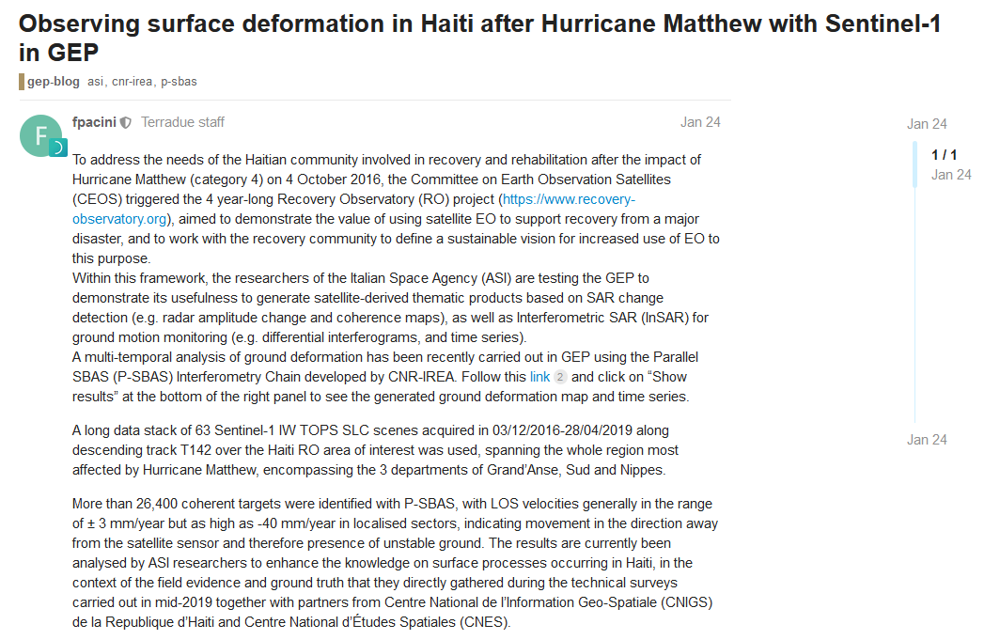 Observing surface deformation in Haiti after Hurricane Matthew with Sentinel-1
in GEP
gep-blog asi, cnr-irea, p-sbas
F
fpacini Terradue staff Jan 24
To address the needs of the Haitian community involved in recovery and rehabilitation after the impact of
Hurricane Matthew (category 4) on 4 October 2016, the Committee on Earth Observation Satellites
(CEOS) triggered the 4 year-long Recovery Observatory (RO) project (https://www.recovery-
observatory.org), aimed to demonstrate the value of using satellite EO to support recovery from a major
disaster, and to work with the recovery community to define a sustainable vision for increased use of EO to
this purpose.
Within this framework, the researchers of the Italian Space Agency (ASI) are testing the GEP to
demonstrate its usefulness to generate satellite-derived thematic products based on SAR change
detection (e.g. radar amplitude change and coherence maps), as well as Interferometric SAR (InSAR) for
ground motion monitoring (e.g. differential interferograms, and time series).
A multi-temporal analysis of ground deformation has been recently carried out in GEP using the Parallel
SBAS (P-SBAS) Interferometry Chain developed by CNR-IREA. Follow this link 2 and click on “Show
results” at the bottom of the right panel to see the generated ground deformation map and time series.
A long data stack of 63 Sentinel-1 IW TOPS SLC scenes acquired in 03/12/2016-28/04/2019 along
descending track T142 over the Haiti RO area of interest was used, spanning the whole region most
affected by Hurricane Matthew, encompassing the 3 departments of Grand’Anse, Sud and Nippes.
More than 26,400 coherent targets were identified with P-SBAS, with LOS velocities generally in the range
of ± 3 mm/year but as high as -40 mm/year in localised sectors, indicating movement in the direction away
from the satellite sensor and therefore presence of unstable ground. The results are currently been
analysed by ASI researchers to enhance the knowledge on surface processes occurring in Haiti, in the
context of the field evidence and ground truth that they directly gathered during the technical surveys
carried out in mid-2019 together with partners from Centre National de l’Information Geo-Spatiale (CNIGS)
de la Republique d’Haiti and Centre National d’Études Spatiales (CNES).
Jan 24
1 / 1
Jan 24
Jan 24